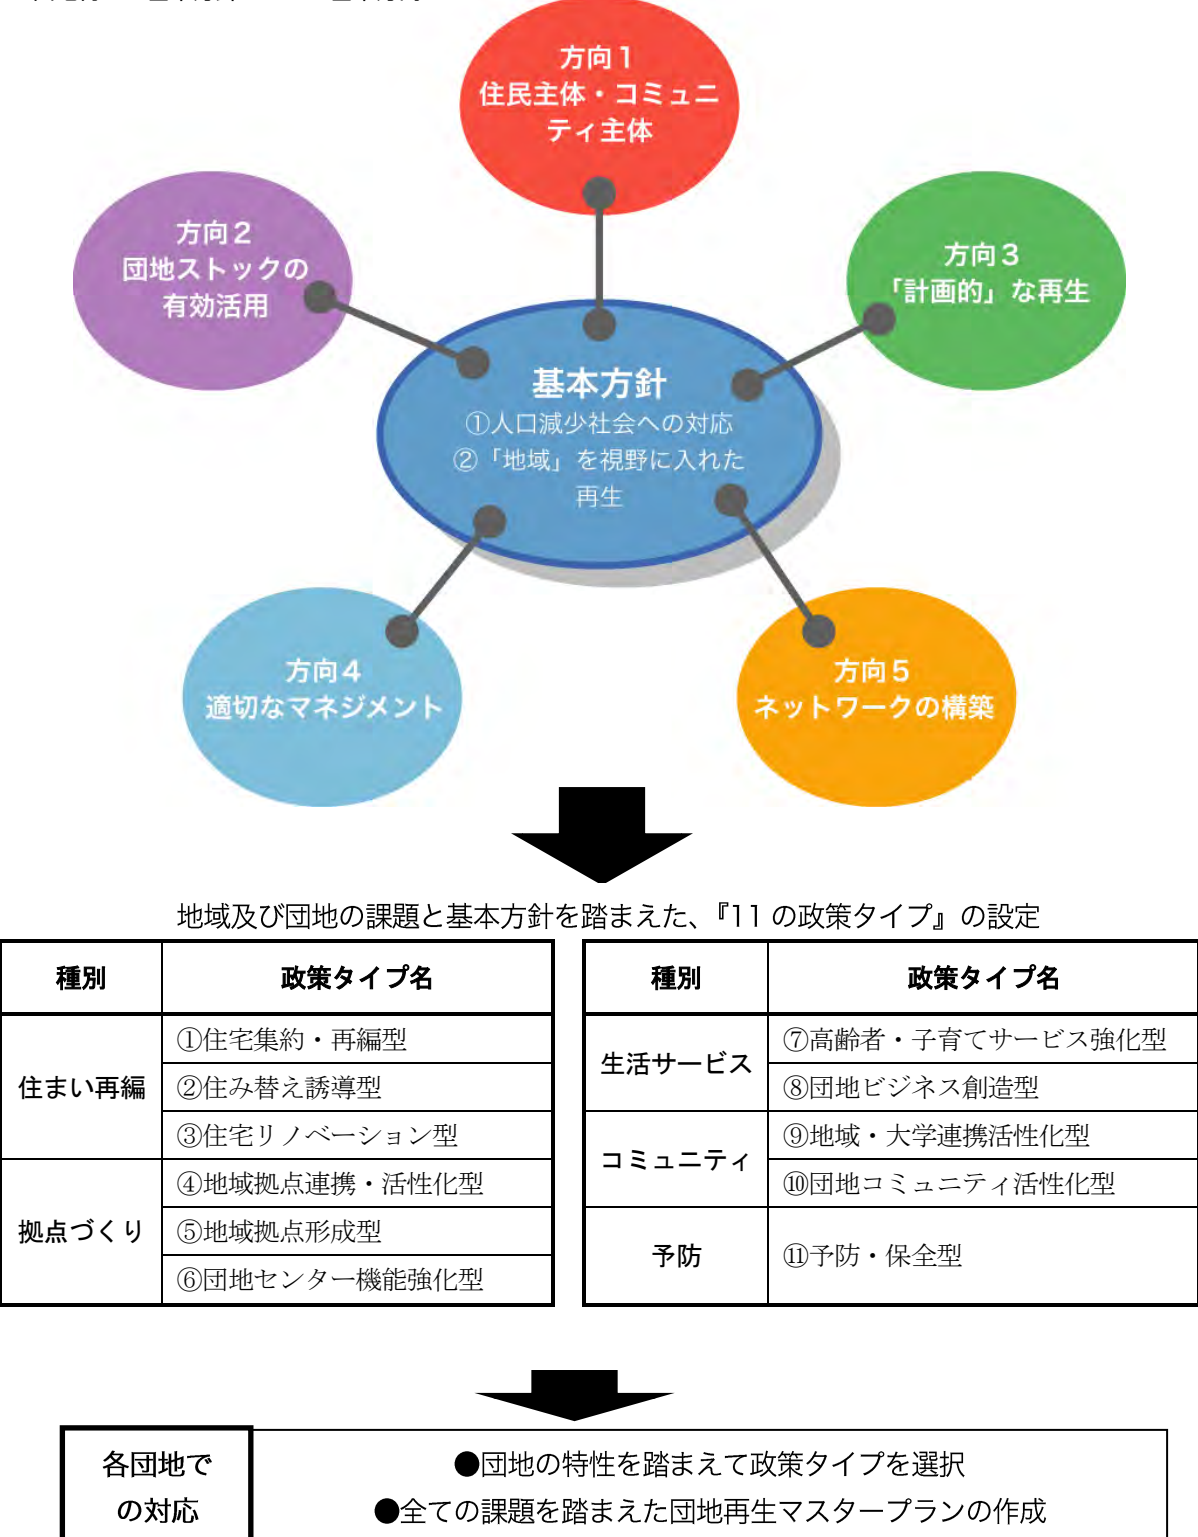 方向１
住民主体・コミュニ
ティ主体
方向２
団地ストックの
有効活用
方向３
「計画的」な再生
基本方針
①人口減少社会への対応
②「地域」を視野に入れた
再生
方向４
適切なマネジメント
方向５
ネットワークの構築
地域及び団地の課題と基本方針を踏まえた、『11 の政策タイプ』の設定
種別 政策タイプ名
住まい再編
①住宅集約・再編型
②住み替え誘導型
③住宅リノベーション型
拠点づくり
④地域拠点連携・活性化型
⑤地域拠点形成型
⑥団地センター機能強化型
種別 政策タイプ名
生活サービス
⑦高齢者・子育てサービス強化型
⑧団地ビジネス創造型
コミュニティ
⑨地域・大学連携活性化型
⑩団地コミュニティ活性化型
予防
⑪予防・保全型
各団地で
の対応
●団地の特性を踏まえて政策タイプを選択
●全ての課題を踏まえた団地再生マスタープランの作成